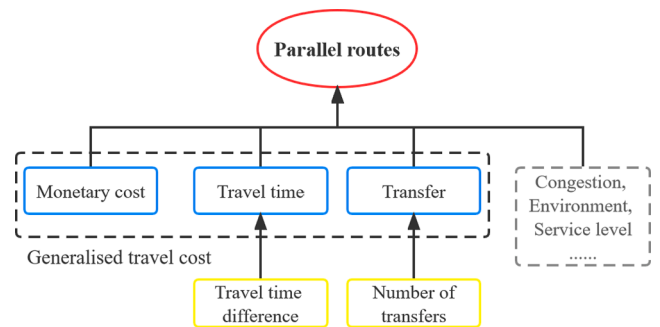 Parallel routes
Monetary cost
Travel time
Transfer
Congestion,
Environment,
Service level
......
Generalised travel cost
Travel time
difference
Number of
transfers